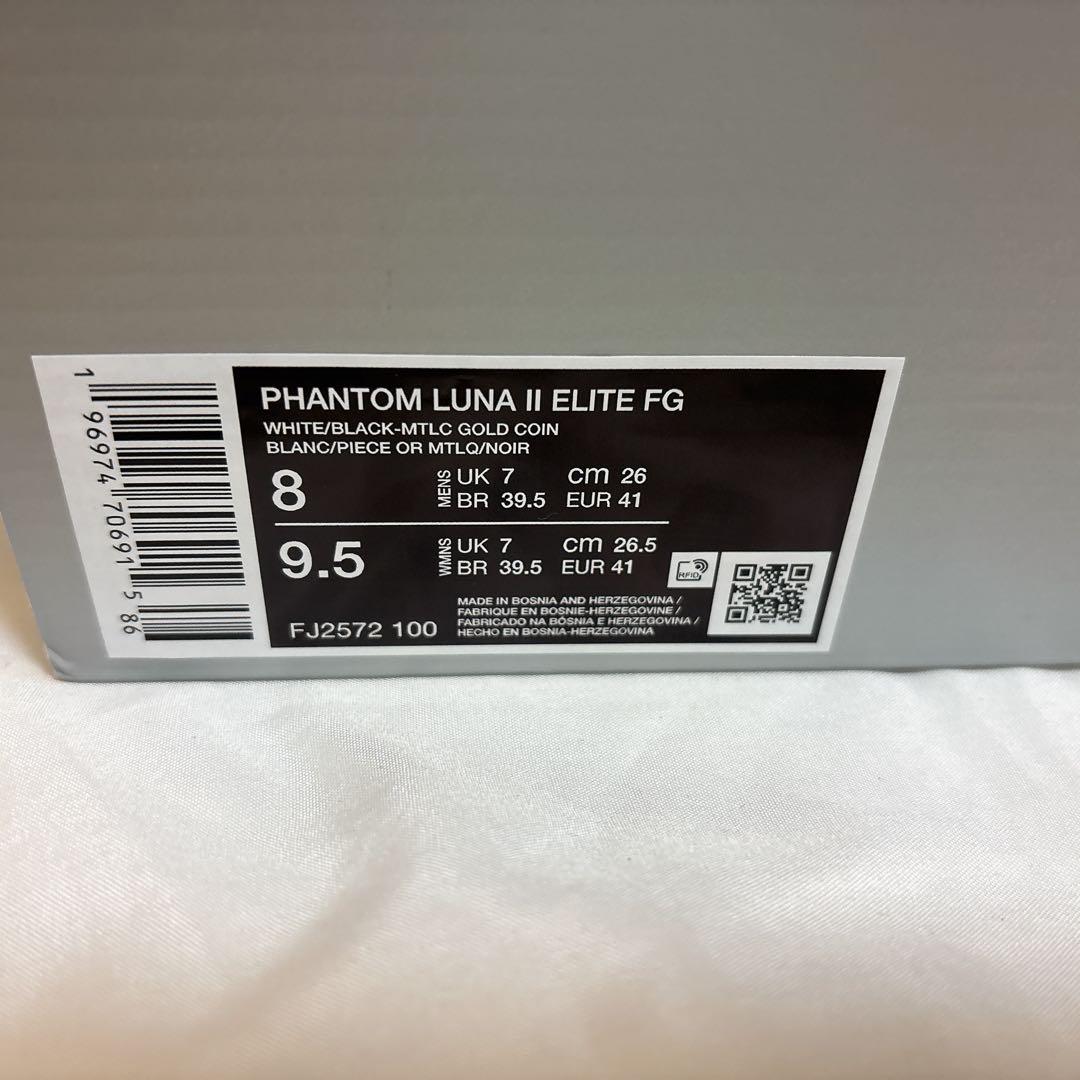 1 96974 70691 5 86
PHANTOM LUNA II ELITE FG
WHITE/BLACK-MTLC GOLD COIN
BLANC/PIECE OR MTLQ/NOIR
8 MENS UK 7 cm 26
BR 39.5 EUR 41
9.5 WMNS UK 7 cm 26.5
BR 39.5 EUR 41
RFID
MADE IN BOSNIA AND HERZEGOVINA /
FABRIQUE EN BOSNIE-HERZEGOVINE /
FABRICADO NA BÓSNIA E HERZEGOVINA /
HECHO EN BOSNIA-HERZEGOVINA
FJ2572 100